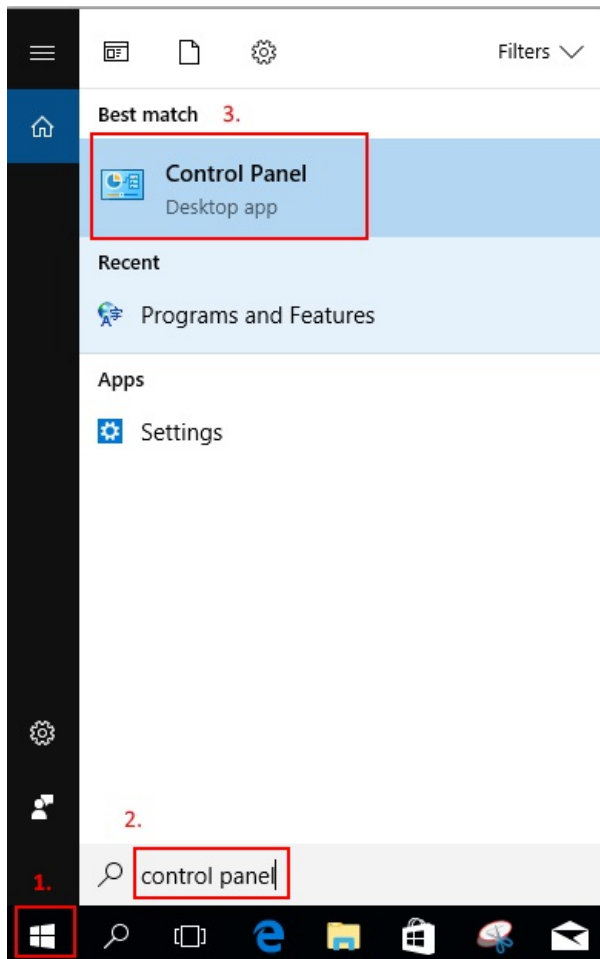 Filters
Best match 3.
Control Panel
Desktop app
Recent
Programs and Features
Apps
Settings
2.
1.
control panel